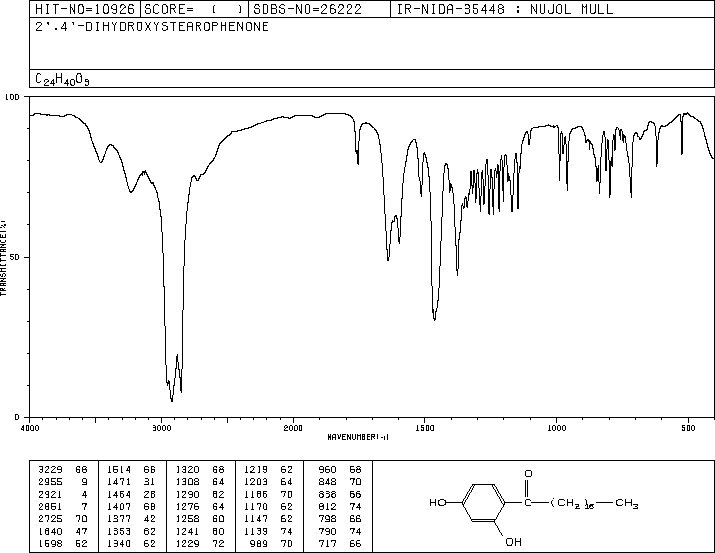 HIT-NO=10926 SCORE= ( ) SDBS-NO=26222 IR-NIDA-35448 : NUJOL MULL
2',4'-DIHYDROXYSTEAROPHENONE
C24H40O3
100
50
0
TRANSMITTANCE(%)
4000 3000 2000 1500 1000 500
WAVENUMBER(-1)
3229 68 1514 66 1320 68 1219 62 960 68
2955 9 1471 31 1308 64 1203 64 848 70
2921 4 1464 28 1290 62 1186 70 838 66
2851 7 1407 68 1276 64 1170 62 812 74
2725 70 1377 42 1258 60 1147 62 798 66
1640 47 1353 62 1241 60 1139 74 790 74
1598 52 1340 62 1229 72 989 70 717 66
O
HO C (CH2)16 CH3
OH